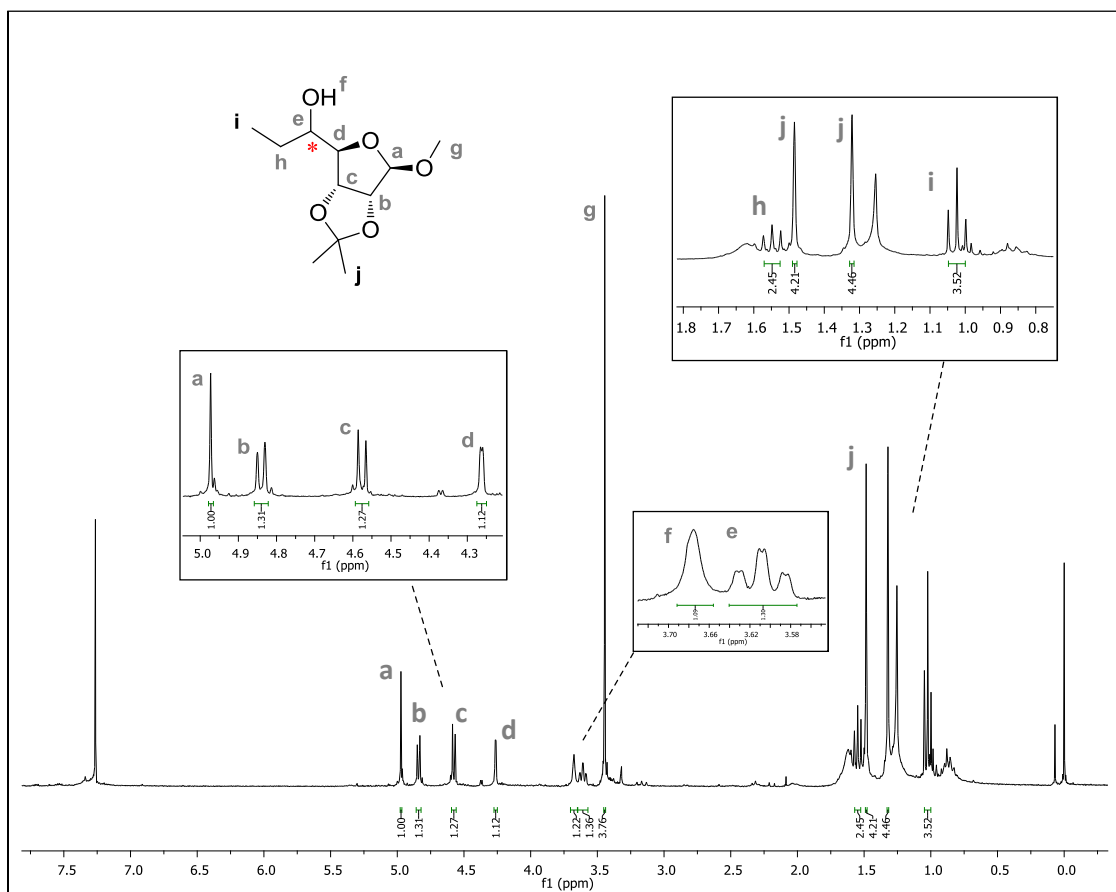 OH f
e
i
*
h
d
O
a
g
O
c
b
O
O
j
a
b
c
d
1.00
1.31
1.27
1.12
5.0 4.9 4.8 4.7 4.6 4.5 4.4 4.3
f1 (ppm)
f
e
1.09
1.30
3.70 3.66 3.62 3.58
f1 (ppm)
h
j
j
i
2.45
4.21
4.46
3.52
1.8 1.7 1.6 1.5 1.4 1.3 1.2 1.1 1.0 0.9 0.8
f1 (ppm)
g
j
a
b
c
d
1.00
1.31
1.27
1.12
1.22
1.36
3.76
2.45
4.21
4.46
3.52
7.5 7.0 6.5 6.0 5.5 5.0 4.5 4.0 3.5 3.0 2.5 2.0 1.5 1.0 0.5 0.0
f1 (ppm)